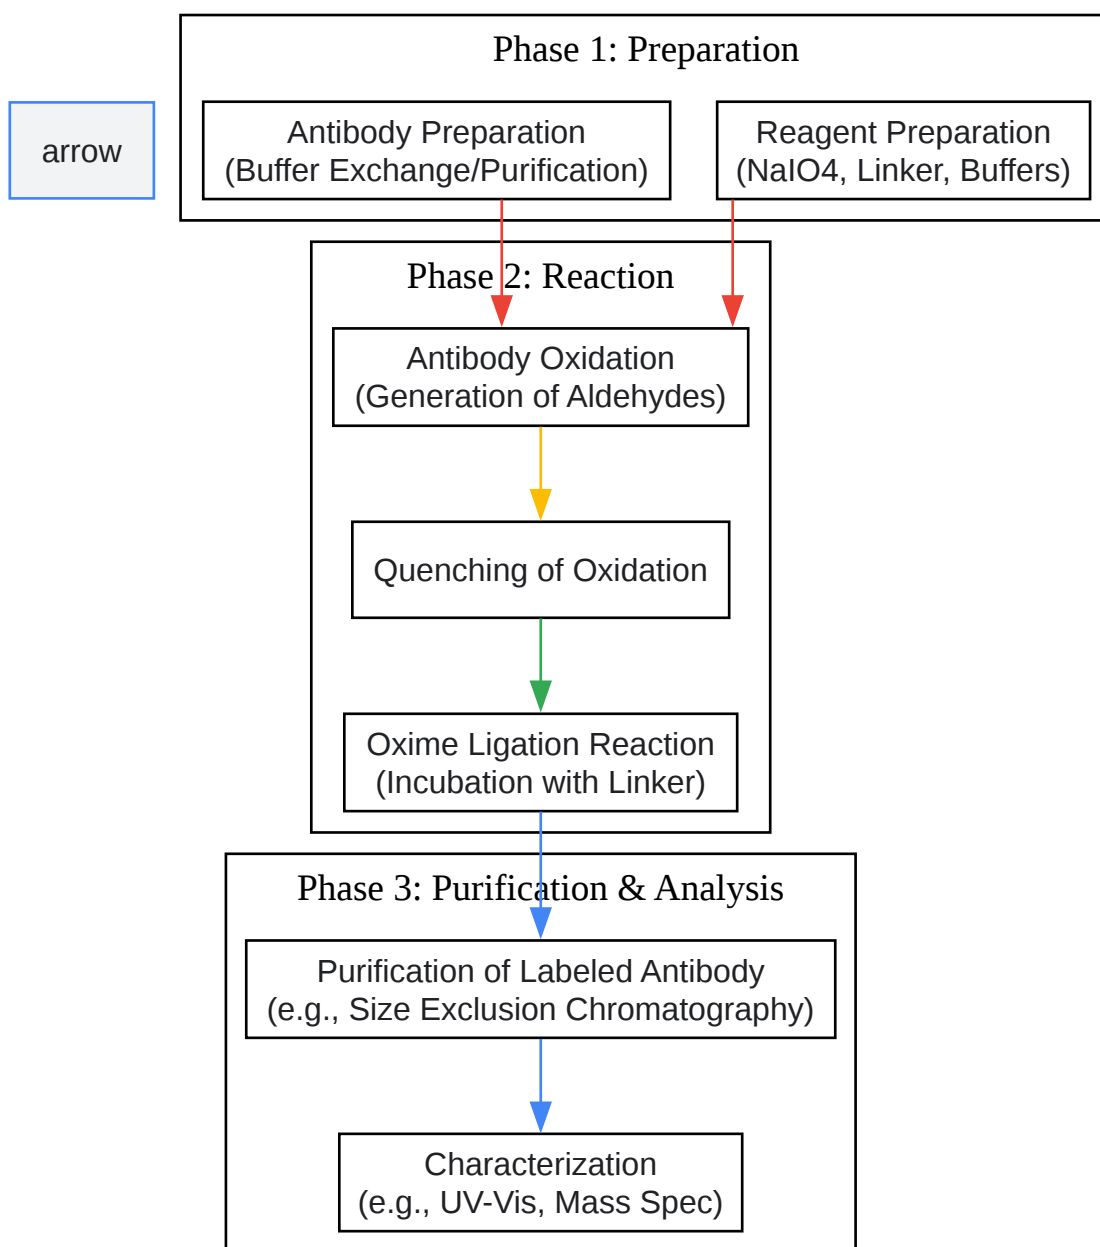 Phase 1: Preparation
arrow
Antibody Preparation
(Buffer Exchange/Purification)
Reagent Preparation
(NaIO4, Linker, Buffers)
Phase 2: Reaction
Antibody Oxidation
(Generation of Aldehydes)
Quenching of Oxidation
Oxime Ligation Reaction
(Incubation with Linker)
Phase 3: Purification & Analysis
Purification of Labeled Antibody
(e.g., Size Exclusion Chromatography)
Characterization
(e.g., UV-Vis, Mass Spec)